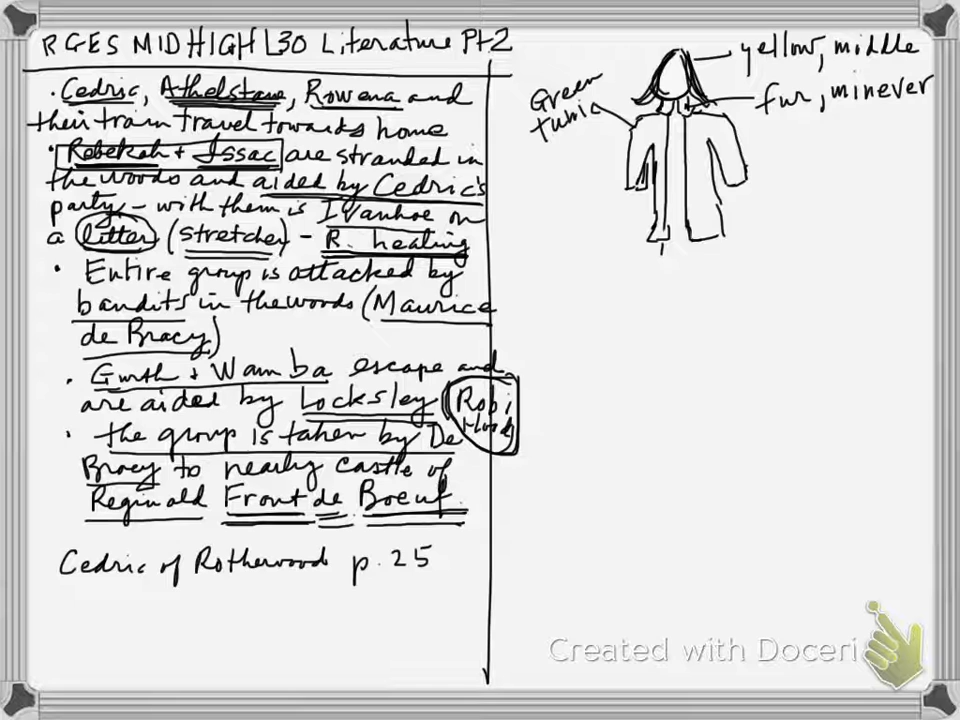 RGES MIDHIGH L30 Literature Pt2
· Cedric, Athelstane, Rowena and
their train travel towards home
· Rebekah + Issac are stranded in
the woods and aided by Cedric's
party - with them is Ivanhoe on
a litter (stretcher) - R. healing
· Entire group is attacked by
bandits in the woods (Maurice
de Bracy)
· Gurth + Wamba escape and
are aided by Locksley (Robi
Hood)
· the group is taken by De
Bracy to nearly castle of
Reginald Front de Boeuf.
Cedric of Rotherwood p. 25
yellow, middle
fur, minever
Green
tunic
Created with Doceri